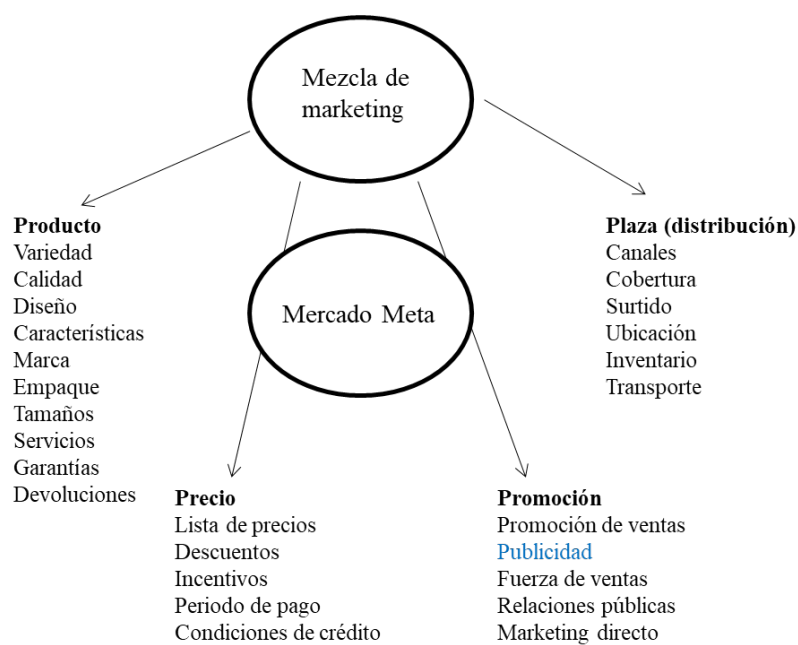 Mezcla de
marketing
Mercado Meta
Producto
Variedad
Calidad
Diseño
Características
Marca
Empaque
Tamaños
Servicios
Garantías
Devoluciones
Precio
Lista de precios
Descuentos
Incentivos
Periodo de pago
Condiciones de crédito
Promoción
Promoción de ventas
Publicidad
Fuerza de ventas
Relaciones públicas
Marketing directo
Plaza (distribución)
Canales
Cobertura
Surtido
Ubicación
Inventario
Transporte